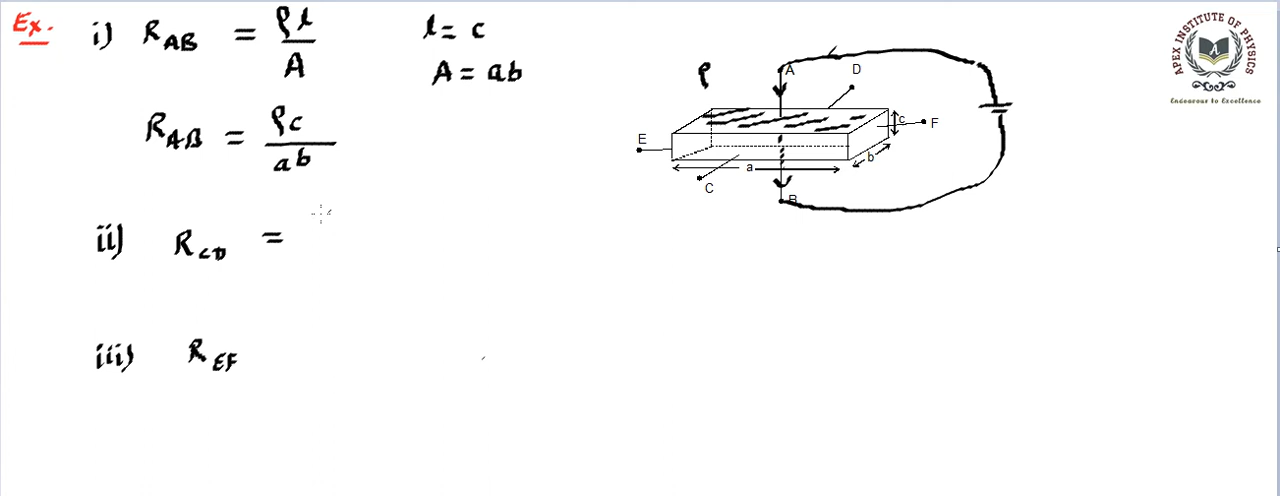 Ex. i) R_AB = ρl/A l = c
A = ab
R_AB = ρc/ab
ii) R_CD =
iii) R_EF
ρ
A
D
E
c
F
b
a
C
B
APEX INSTITUTE OF PHYSICS
A
Endeavour to Excellence